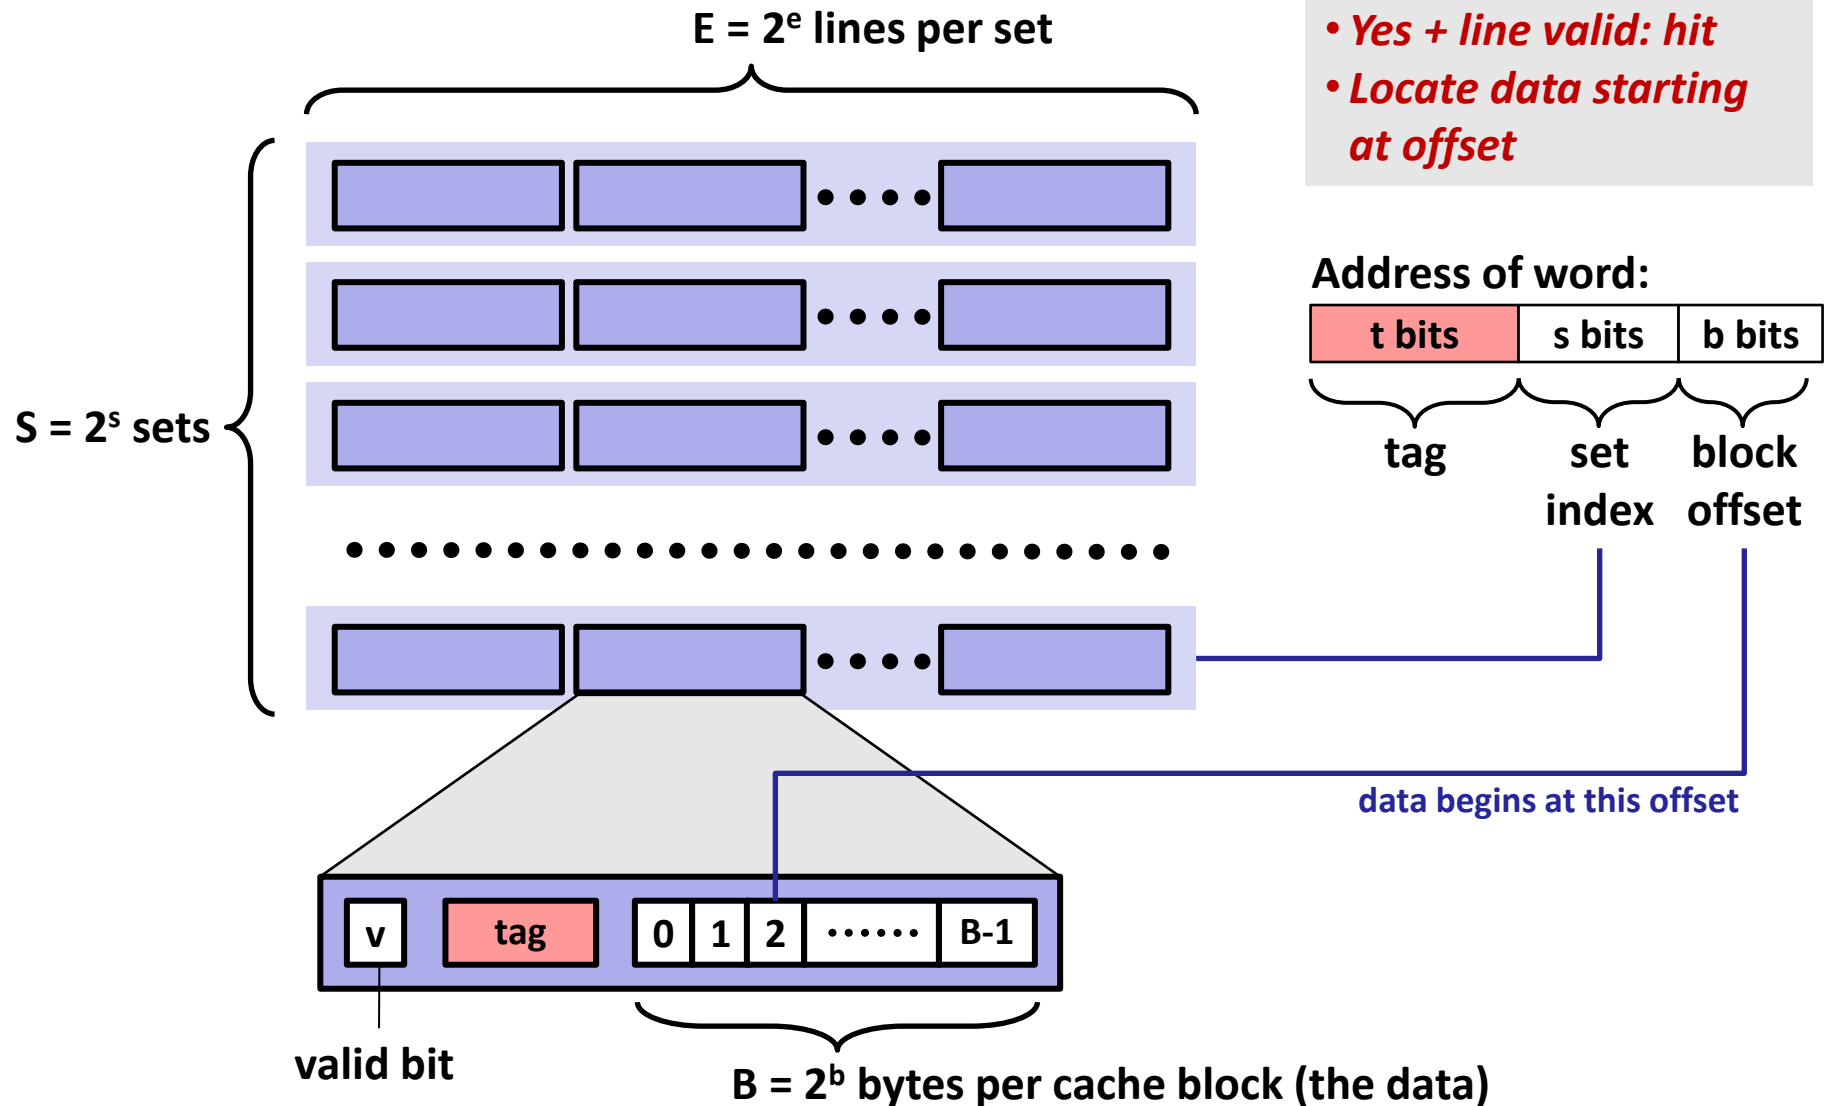 E = 2ᵉ lines per set
• Yes + line valid: hit
• Locate data starting
at offset
Address of word:
t bits s bits b bits
S = 2ˢ sets
tag set block
index offset
data begins at this offset
v tag 0 1 2 •••••• B-1
valid bit
B = 2ᵇ bytes per cache block (the data)